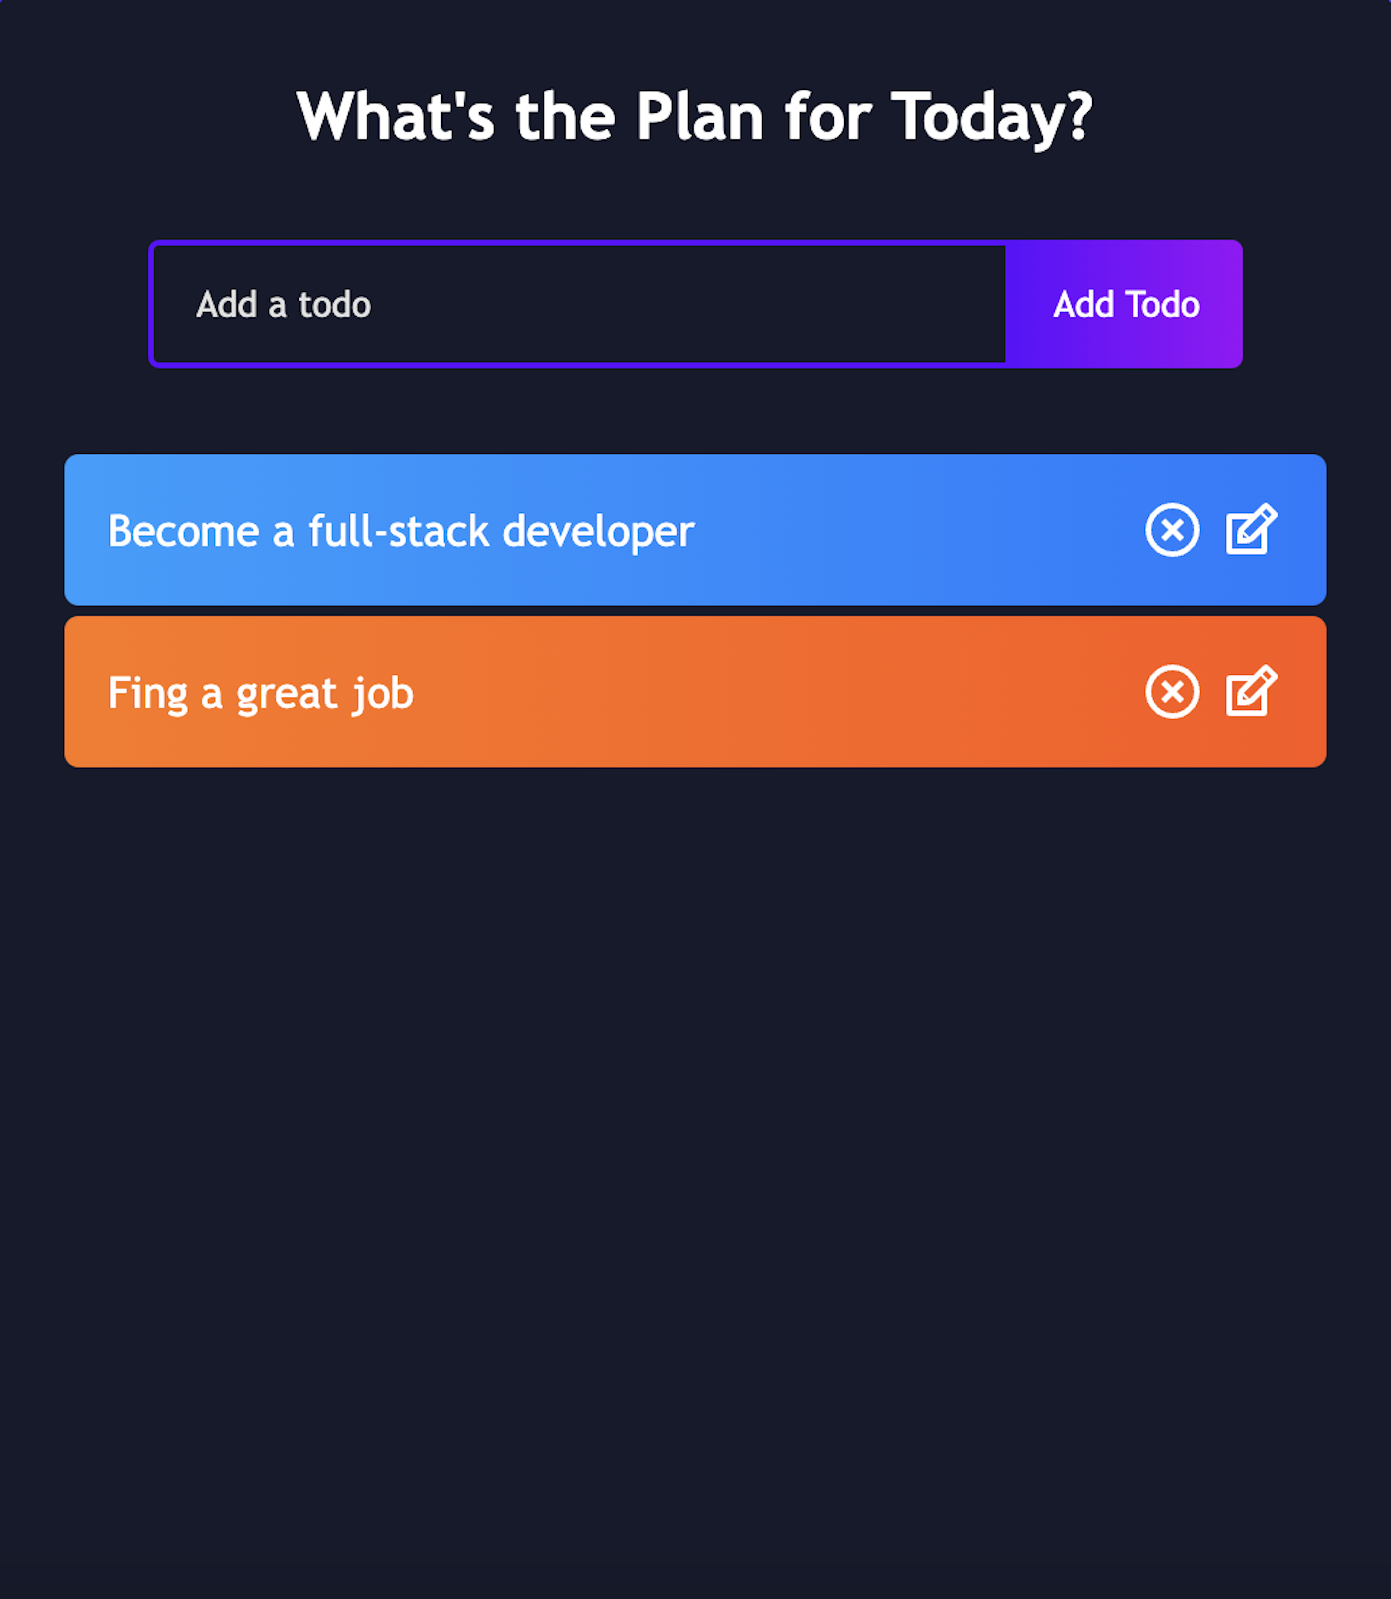 What's the Plan for Today?
Add a todo
Add Todo
Become a full-stack developer
Fing a great job